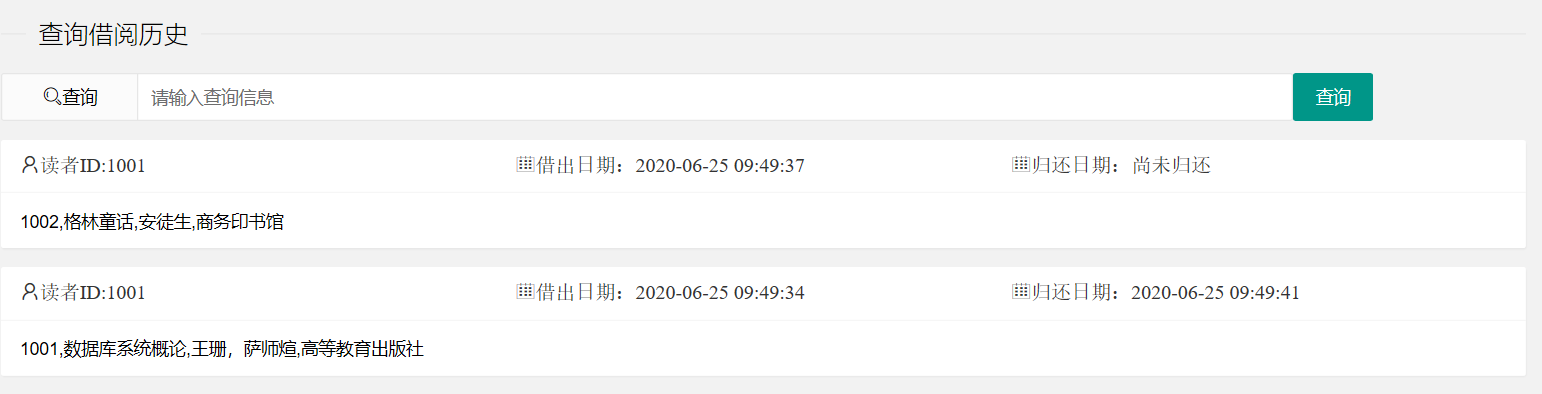 查询借阅历史
查询 请输入查询信息 查询
读者ID:1001 借出日期：2020-06-25 09:49:37 归还日期：尚未归还
1002,格林童话,安徒生,商务印书馆
读者ID:1001 借出日期：2020-06-25 09:49:34 归还日期：2020-06-25 09:49:41
1001,数据库系统概论,王珊，萨师煊,高等教育出版社